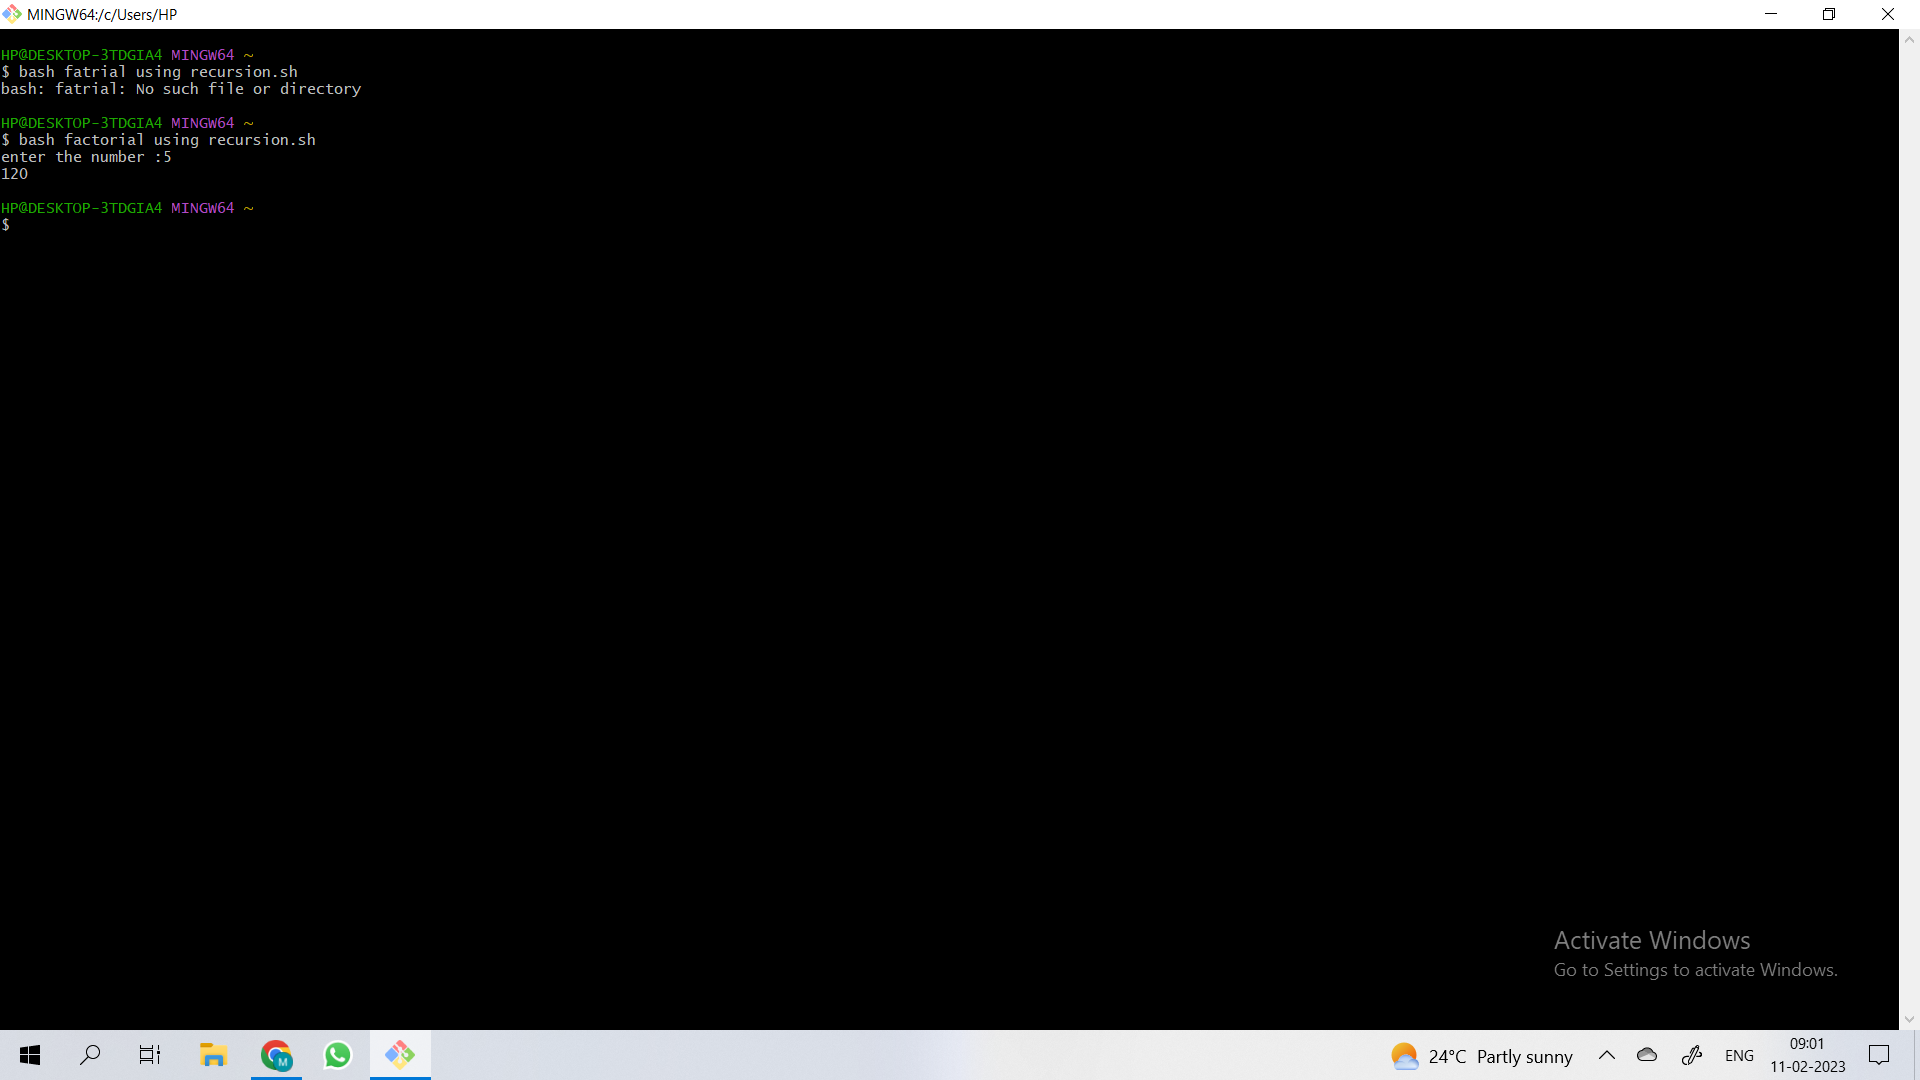 MINGW64:/c/Users/HP
HP@DESKTOP-3TDGIA4 MINGW64 ~
$ bash fatrial using recursion.sh
bash: fatrial: No such file or directory
HP@DESKTOP-3TDGIA4 MINGW64 ~
$ bash factorial using recursion.sh
enter the number :5
120
HP@DESKTOP-3TDGIA4 MINGW64 ~
$
Activate Windows
Go to Settings to activate Windows.
M
24°C Partly sunny
ENG
09:01
11-02-2023